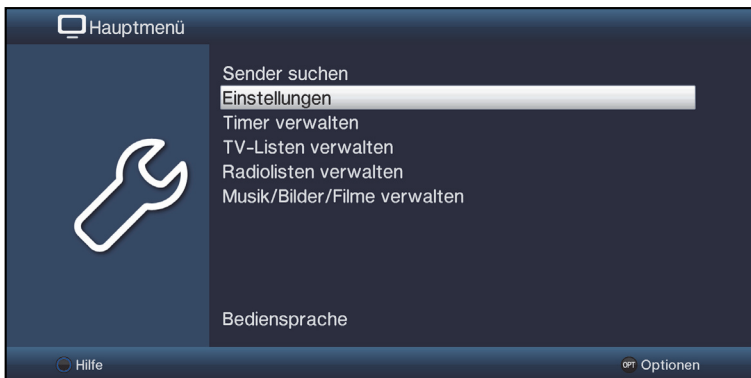 Hauptmenü
Sender suchen
Einstellungen
Timer verwalten
TV-Listen verwalten
Radiolisten verwalten
Musik/Bilder/Filme verwalten
Bediensprache
Hilfe
OPT Optionen